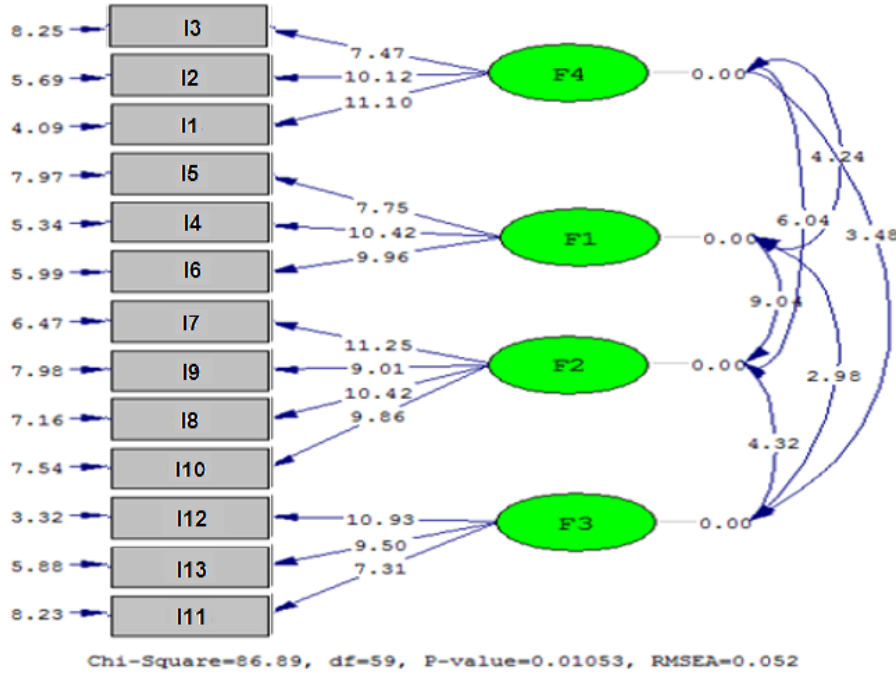 8.25 I3
7.47
5.69 I2 10.12 F4 0.00
11.10
4.09 I1
4.24
7.97 I5
7.75
6.04
5.34 I4 10.42 F1 0.00 3.48
9.96
5.99 I6
9.04
6.47 I7
11.25
7.98 I9 9.01 F2 0.00
2.98
10.42
7.16 I8 9.86
4.32
7.54 I10
3.32 I12 10.93 F3 0.00
9.50
5.88 I13 7.31
8.23 I11
Chi-Square=86.89, df=59, P-value=0.01053, RMSEA=0.052